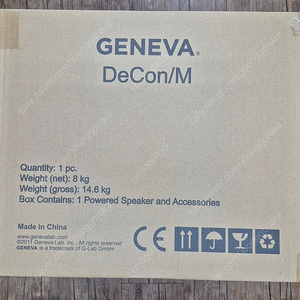 GENEVA®
DeCon/M
Quantity: 1 pc.
Weight (net): 8 kg
Weight (gross): 14.6 kg
Box Contains: 1 Powered Speaker and Accessories
Made in China
www.genevalab.com
©2011 Geneva Lab, Inc., All rights reserved
GENEVA is a trademark of G-Lab GmbH
CE